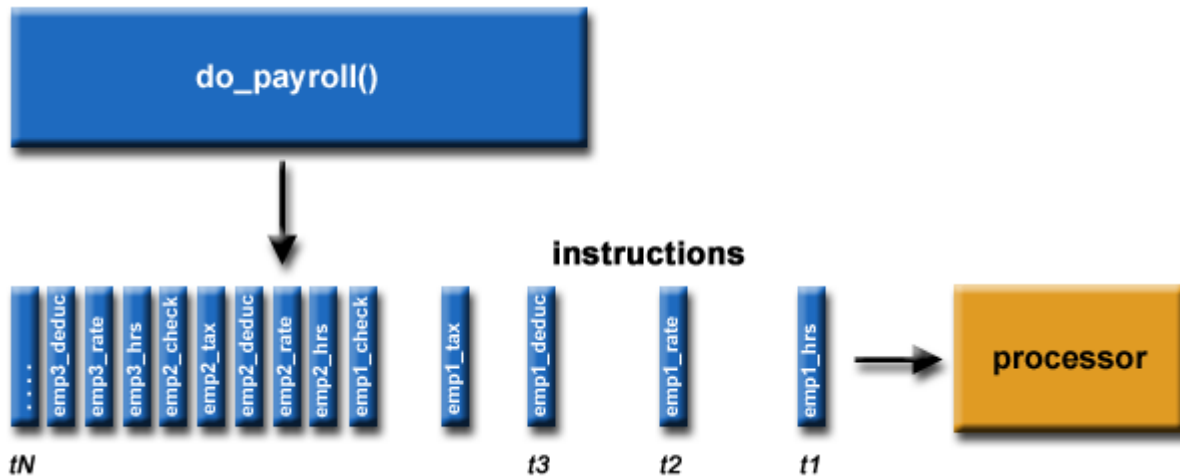 do_payroll()
instructions
....
emp3_deduc
emp3_rate
emp3_hrs
emp2_check
emp2_tax
emp2_deduc
emp2_rate
emp2_hrs
emp1_check
emp1_tax
emp1_deduc
emp1_rate
emp1_hrs
processor
tN
t3
t2
t1